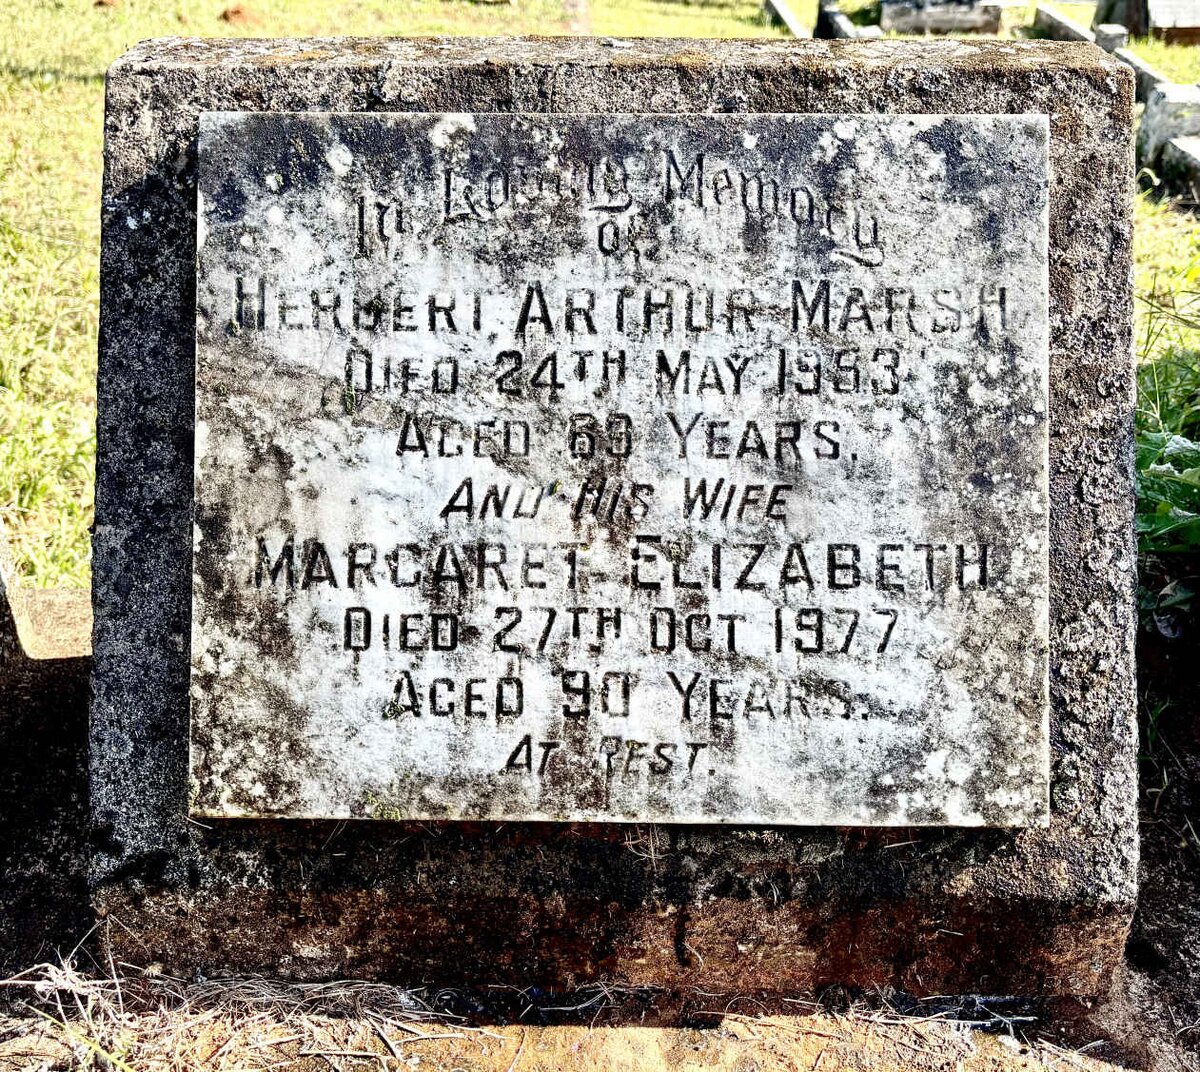 In Loving Memory
of
HERBERT ARTHUR MARSH
DIED 24TH MAY 1953
AGED 63 YEARS.
AND HIS WIFE
MARGARET ELIZABETH
DIED 27TH OCT 1977
AGED 90 YEARS.
AT REST.